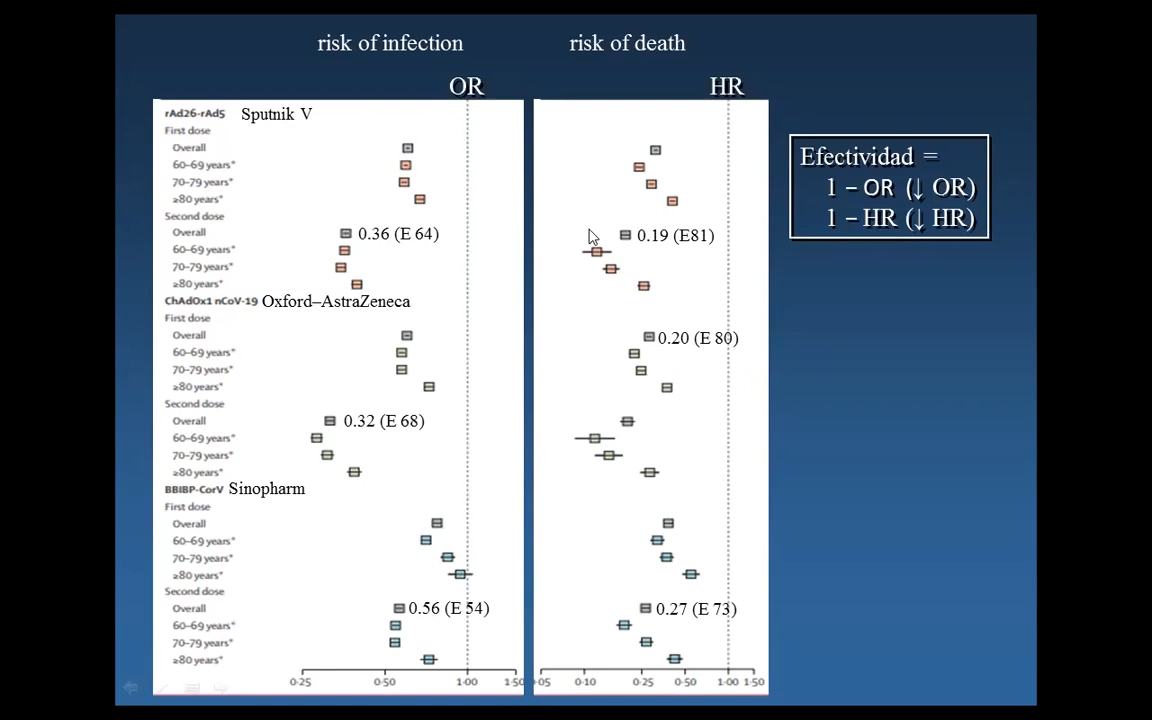 risk of infection risk of death
OR HR
rAd26-rAd5 Sputnik V
First dose
Overall
60–69 years*
70–79 years*
≥80 years*
Second dose
Overall 0.36 (E 64) 0.19 (E81)
60–69 years*
70–79 years*
≥80 years*
ChAdOx1 nCoV-19 Oxford–AstraZeneca
First dose
Overall 0.20 (E 80)
60–69 years*
70–79 years*
≥80 years*
Second dose
Overall 0.32 (E 68)
60–69 years*
70–79 years*
≥80 years*
BBIBP-CorV Sinopharm
First dose
Overall
60–69 years*
70–79 years*
≥80 years*
Second dose
Overall 0.56 (E 54) 0.27 (E 73)
60–69 years*
70–79 years*
≥80 years*
0·25 0·50 1·00 1·50 0·05 0·10 0·25 0·50 1·00 1·50
Efectividad =
1 – OR (↓ OR)
1 – HR (↓ HR)